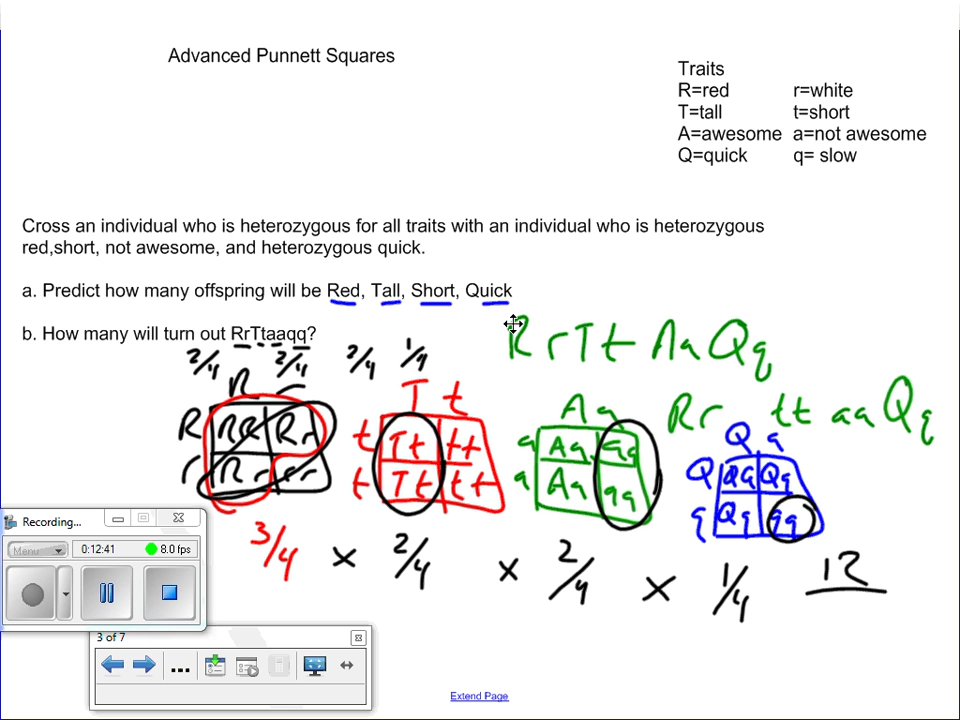 Advanced Punnett Squares
Traits
R=red r=white
T=tall t=short
A=awesome a=not awesome
Q=quick q= slow
Cross an individual who is heterozygous for all traits with an individual who is heterozygous
red,short, not awesome, and heterozygous quick.
a. Predict how many offspring will be Red, Tall, Short, Quick
b. How many will turn out RrTtaaqq?
RrTt AaQq
2/4 2/4 2/4 1/4
Rr tt aaQq
R r
T t
A a
Q q
R RR Rr
t Tt tt
a Aa aa
Q QQ Qq
r Rr rr
t Tt tt
a Aa aa
q Qq qq
3/4 x 2/4 x 2/4 x 1/4 12
Recording...
Menu
0:12:41
8.0 fps
3 of 7
...
Extend Page